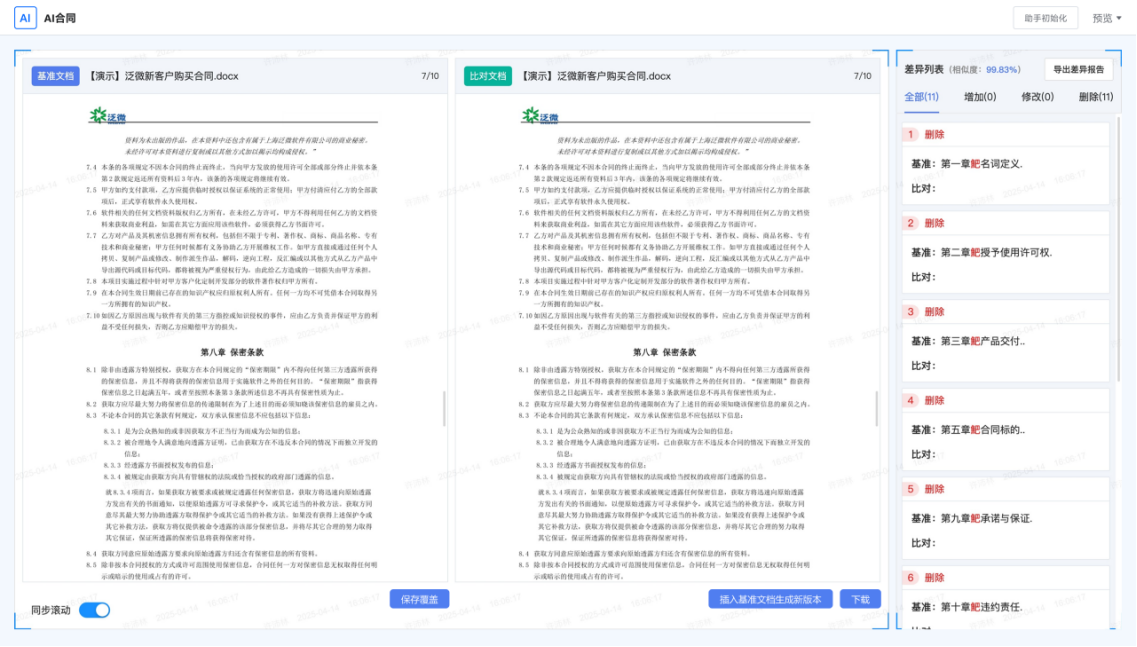 AI AI合同 助手初始化 预览
基准文档 【演示】泛微新客户购买合同.docx 7/10
泛微
资料为未出版的作品，在本资料中还包含有属于上海泛微软件有限公司的商业秘密，
未经许可对本资料进行复制或以其他方式加以揭示均构成侵权。”
7.4 本条的各项规定不因本合同的终止而终止。当向甲方发放的使用许可全部或部分终止并依本条
第2款规定返还所有资料后3年内，该条的各项规定将继续有效。
7.5 甲方如约支付款项，乙方应提供临时授权以保证系统的正常使用；甲方付清应付乙方的全部款
项后，正式享有软件永久使用权。
7.6 软件相关的任何文档资料版权归乙方所有，在未经乙方许可，甲方不得利用任何乙方的文档资
料来获取商业利益，如需在其它方面应用该些软件，必须获得乙方书面许可。
7.7 乙方对产品及其机密信息拥有所有权利，包括但不限于专利、著作权、商标、商品名称、专有
技术和商业秘密；甲方任何时候都有义务协助乙方开展维权工作。如甲方直接或通过任何个人
拷贝、复制产品或修改、制作派生作品，解码，逆向工程，反汇编或以其他方式从乙方产品中
导出源代码或目标代码，都将被视为严重侵权行为，由此给乙方造成的一切损失由甲方承担。
7.8 本项目实施过程中针对甲方客户化定制开发部分的软件著作权归甲方所有。
7.9 在本合同生效日期前已存在的知识产权应归原权利人所有。任何一方均不可凭借本合同取得另
一方所拥有的知识产权。
7.10 如因乙方原因出现与软件有关的第三方指控或知识侵权的事件，应由乙方负责并保证甲方的利
益不受任何损失，否则乙方应赔偿甲方的损失。
第八章 保密条款
8.1 除非由透露方特别授权，获取方在本合同规定的“保密期限”内不得向任何第三方透露所获得
的保密信息，并且不得将获得的保密信息用于实施软件之外的任何目的。“保密期限”指获得
保密信息之日起满五年，或者至按照本条第3款所述信息不再具有保密性质为止。
8.2 获取方应尽最大努力将保密信息的传递限制在为了上述目的而必须知晓该保密信息的雇员之内。
8.3 不论本合同的其它条款有何规定，双方承认保密信息不应包括以下信息：
8.3.1 是为公众熟知的或非因获取方不正当行为而成为公知的信息；
8.3.2 被合理地令人满意地向透露方证明，已由获取方在不违反本合同的情况下而独立开发的
信息；
8.3.3 经透露方书面授权发布的信息；
8.3.4 被规定由获取方向具有管辖权的法院或恰当授权的政府部门透露的信息。
就8.3.4项而言，如果获取方被要求或被规定透露任何保密信息，获取方将迅速向原始透露
方发出有关的书面通知，以便原始透露方可寻求保护令，或其它适当的补救方法。获取方同
意尽其最大努力协助透露方取得保护令或其它适当的补救方法。如果没有获得上述保护令或
其它补救方法，获取方将仅提供被命令透露的该部分保密信息，并将尽其它合理的努力取得
其它保证，保证所透露的保密信息将获得保密对待。
8.4 获取方同意应原始透露方要求向原始透露方归还含有保密信息的所有资料。
8.5 除非按本合同授权的方式或许可范围使用保密信息，合同任何一方对保密信息无权取得任何明
示或暗示的使用或占有的许可。
同步滚动 保存覆盖
比对文档 【演示】泛微新客户购买合同.docx 7/10
泛微
资料为未出版的作品，在本资料中还包含有属于上海泛微软件有限公司的商业秘密，
未经许可对本资料进行复制或以其他方式加以揭示均构成侵权。”
7.4 本条的各项规定不因本合同的终止而终止。当向甲方发放的使用许可全部或部分终止并依本条
第2款规定返还所有资料后3年内，该条的各项规定将继续有效。
7.5 甲方如约支付款项，乙方应提供临时授权以保证系统的正常使用；甲方付清应付乙方的全部款
项后，正式享有软件永久使用权。
7.6 软件相关的任何文档资料版权归乙方所有，在未经乙方许可，甲方不得利用任何乙方的文档资
料来获取商业利益，如需在其它方面应用该些软件，必须获得乙方书面许可。
7.7 乙方对产品及其机密信息拥有所有权利，包括但不限于专利、著作权、商标、商品名称、专有
技术和商业秘密；甲方任何时候都有义务协助乙方开展维权工作。如甲方直接或通过任何个人
拷贝、复制产品或修改、制作派生作品，解码，逆向工程，反汇编或以其他方式从乙方产品中
导出源代码或目标代码，都将被视为严重侵权行为，由此给乙方造成的一切损失由甲方承担。
7.8 本项目实施过程中针对甲方客户化定制开发部分的软件著作权归甲方所有。
7.9 在本合同生效日期前已存在的知识产权应归原权利人所有。任何一方均不可凭借本合同取得另
一方所拥有的知识产权。
7.10 如因乙方原因出现与软件有关的第三方指控或知识侵权的事件，应由乙方负责并保证甲方的利
益不受任何损失，否则乙方应赔偿甲方的损失。
第八章 保密条款
8.1 除非由透露方特别授权，获取方在本合同规定的“保密期限”内不得向任何第三方透露所获得
的保密信息，并且不得将获得的保密信息用于实施软件之外的任何目的。“保密期限”指获得
保密信息之日起满五年，或者至按照本条第3款所述信息不再具有保密性质为止。
8.2 获取方应尽最大努力将保密信息的传递限制在为了上述目的而必须知晓该保密信息的雇员之内。
8.3 不论本合同的其它条款有何规定，双方承认保密信息不应包括以下信息：
8.3.1 是为公众熟知的或非因获取方不正当行为而成为公知的信息；
8.3.2 被合理地令人满意地向透露方证明，已由获取方在不违反本合同的情况下而独立开发的
信息；
8.3.3 经透露方书面授权发布的信息；
8.3.4 被规定由获取方向具有管辖权的法院或恰当授权的政府部门透露的信息。
就8.3.4项而言，如果获取方被要求或被规定透露任何保密信息，获取方将迅速向原始透露
方发出有关的书面通知，以便原始透露方可寻求保护令，或其它适当的补救方法。获取方同
意尽其最大努力协助透露方取得保护令或其它适当的补救方法。如果没有获得上述保护令或
其它补救方法，获取方将仅提供被命令透露的该部分保密信息，并将尽其它合理的努力取得
其它保证，保证所透露的保密信息将获得保密对待。
8.4 获取方同意应原始透露方要求向原始透露方归还含有保密信息的所有资料。
8.5 除非按本合同授权的方式或许可范围使用保密信息，合同任何一方对保密信息无权取得任何明
示或暗示的使用或占有的许可。
插入基准文档生成新版本 下载
差异列表（相似度：99.83%） 导出差异报告
全部(11) 增加(0) 修改(0) 删除(11)
1 删除
基准：第一章鲃名词定义.
比对：
2 删除
基准：第二章鲃授予使用许可权.
比对：
3 删除
基准：第三章鲃产品交付..
比对：
4 删除
基准：第五章鲃合同标的..
比对：
5 删除
基准：第九章鲃承诺与保证.
比对：
6 删除
基准：第十章鲃违约责任.